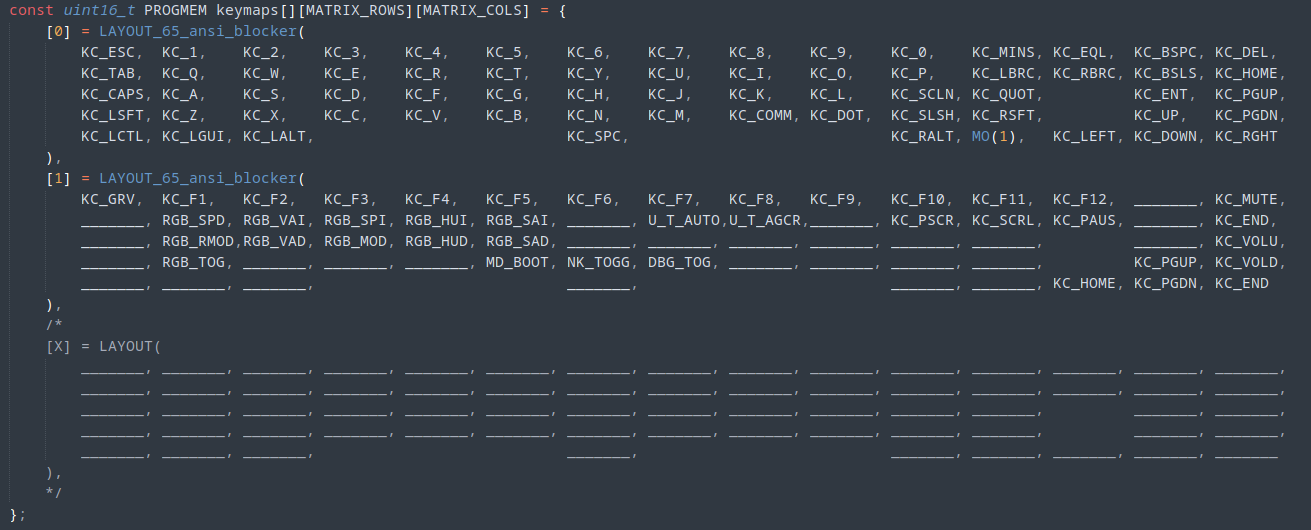 const uint16_t PROGMEM keymaps[][MATRIX_ROWS][MATRIX_COLS] = {
    [0] = LAYOUT_65_ansi_blocker(
        KC_ESC,  KC_1,    KC_2,    KC_3,    KC_4,    KC_5,    KC_6,    KC_7,    KC_8,    KC_9,    KC_0,    KC_MINS, KC_EQL,  KC_BSPC, KC_DEL,
        KC_TAB,  KC_Q,    KC_W,    KC_E,    KC_R,    KC_T,    KC_Y,    KC_U,    KC_I,    KC_O,    KC_P,    KC_LBRC, KC_RBRC, KC_BSLS, KC_HOME,
        KC_CAPS, KC_A,    KC_S,    KC_D,    KC_F,    KC_G,    KC_H,    KC_J,    KC_K,    KC_L,    KC_SCLN, KC_QUOT,          KC_ENT,  KC_PGUP,
        KC_LSFT, KC_Z,    KC_X,    KC_C,    KC_V,    KC_B,    KC_N,    KC_M,    KC_COMM, KC_DOT,  KC_SLSH, KC_RSFT,          KC_UP,   KC_PGDN,
        KC_LCTL, KC_LGUI, KC_LALT,                            KC_SPC,                             KC_RALT, MO(1),   KC_LEFT, KC_DOWN, KC_RGHT
    ),
    [1] = LAYOUT_65_ansi_blocker(
        KC_GRV,  KC_F1,   KC_F2,   KC_F3,   KC_F4,   KC_F5,   KC_F6,   KC_F7,   KC_F8,   KC_F9,   KC_F10,  KC_F11,  KC_F12,  _______, KC_MUTE,
        _______, RGB_SPD, RGB_VAI, RGB_SPI, RGB_HUI, RGB_SAI, _______, U_T_AUTO,U_T_AGCR,_______, KC_PSCR, KC_SCRL, KC_PAUS, _______, KC_END,
        _______, RGB_RMOD,RGB_VAD, RGB_MOD, RGB_HUD, RGB_SAD, _______, _______, _______, _______, _______, _______,          _______, KC_VOLU,
        _______, RGB_TOG, _______, _______, _______, MD_BOOT, NK_TOGG, DBG_TOG, _______, _______, _______, _______,          KC_PGUP, KC_VOLD,
        _______, _______, _______,                            _______,                            _______, _______, KC_HOME, KC_PGDN, KC_END
    ),
    /*
    [X] = LAYOUT(
        _______, _______, _______, _______, _______, _______, _______, _______, _______, _______, _______, _______, _______, _______, _______,
        _______, _______, _______, _______, _______, _______, _______, _______, _______, _______, _______, _______, _______, _______, _______,
        _______, _______, _______, _______, _______, _______, _______, _______, _______, _______, _______, _______,          _______, _______,
        _______, _______, _______, _______, _______, _______, _______, _______, _______, _______, _______, _______,          _______, _______,
        _______, _______, _______,                            _______,                            _______, _______, _______, _______, _______
    ),
    */
};